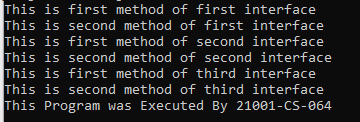 This is first method of first interface
This is second method of first interface
This is first method of second interface
This is second method of second interface
This is first method of third interface
This is second method of third interface
This Program was Executed By 21001-CS-064